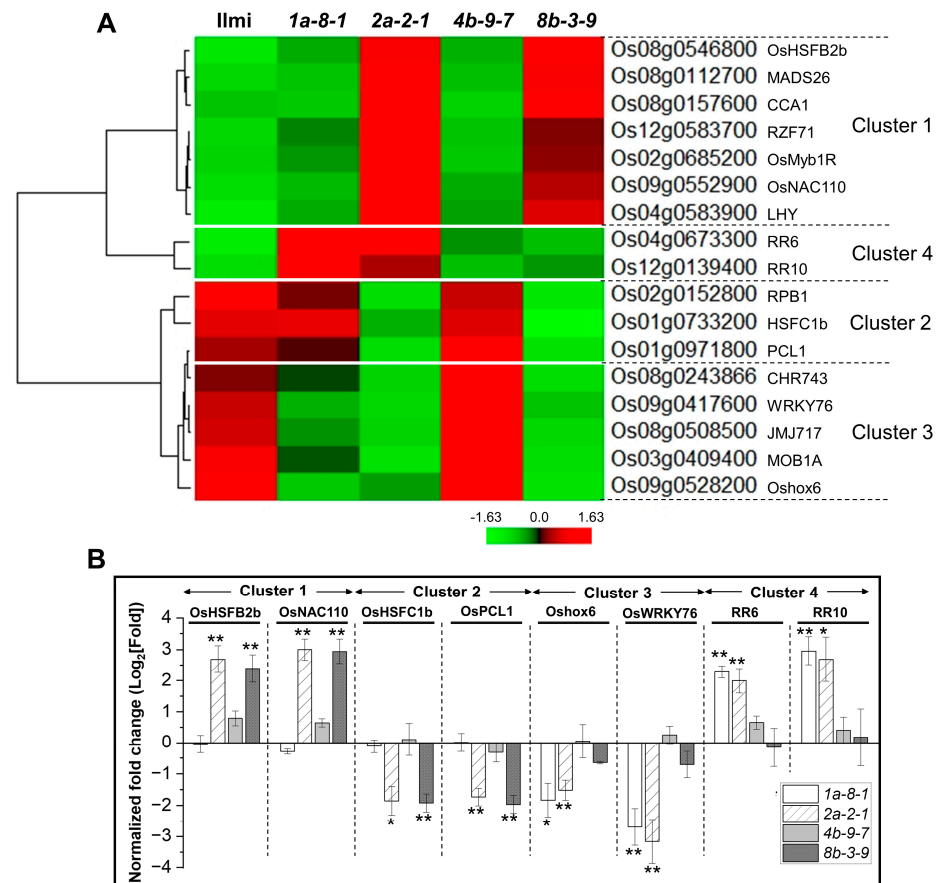 A
Ilmi 1a-8-1 2a-2-1 4b-9-7 8b-3-9
Os08g0546800 OsHSFB2b
Os08g0112700 MADS26
Os08g0157600 CCA1
Os12g0583700 RZF71
Cluster 1
Os02g0685200 OsMyb1R
Os09g0552900 OsNAC110
Os04g0583900 LHY
Os04g0673300 RR6
Cluster 4
Os12g0139400 RR10
Os02g0152800 RPB1
Os01g0733200 HSFC1b
Cluster 2
Os01g0971800 PCL1
Os08g0243866 CHR743
Os09g0417600 WRKY76
Os08g0508500 JMJ717
Cluster 3
Os03g0409400 MOB1A
Os09g0528200 Oshox6
-1.63 0.0 1.63
B
Cluster 1 Cluster 2 Cluster 3 Cluster 4
OsHSFB2b OsNAC110 OsHSFC1b OsPCL1 Oshox6 OsWRKY76 RR6 RR10
Normalized fold change (Log2[Fold])
4
3
2
1
0
−1
−2
−3
−4
** ** ** **
* ** ** **
* ** ** **
** ** ** *
1a-8-1
2a-2-1
4b-9-7
8b-3-9